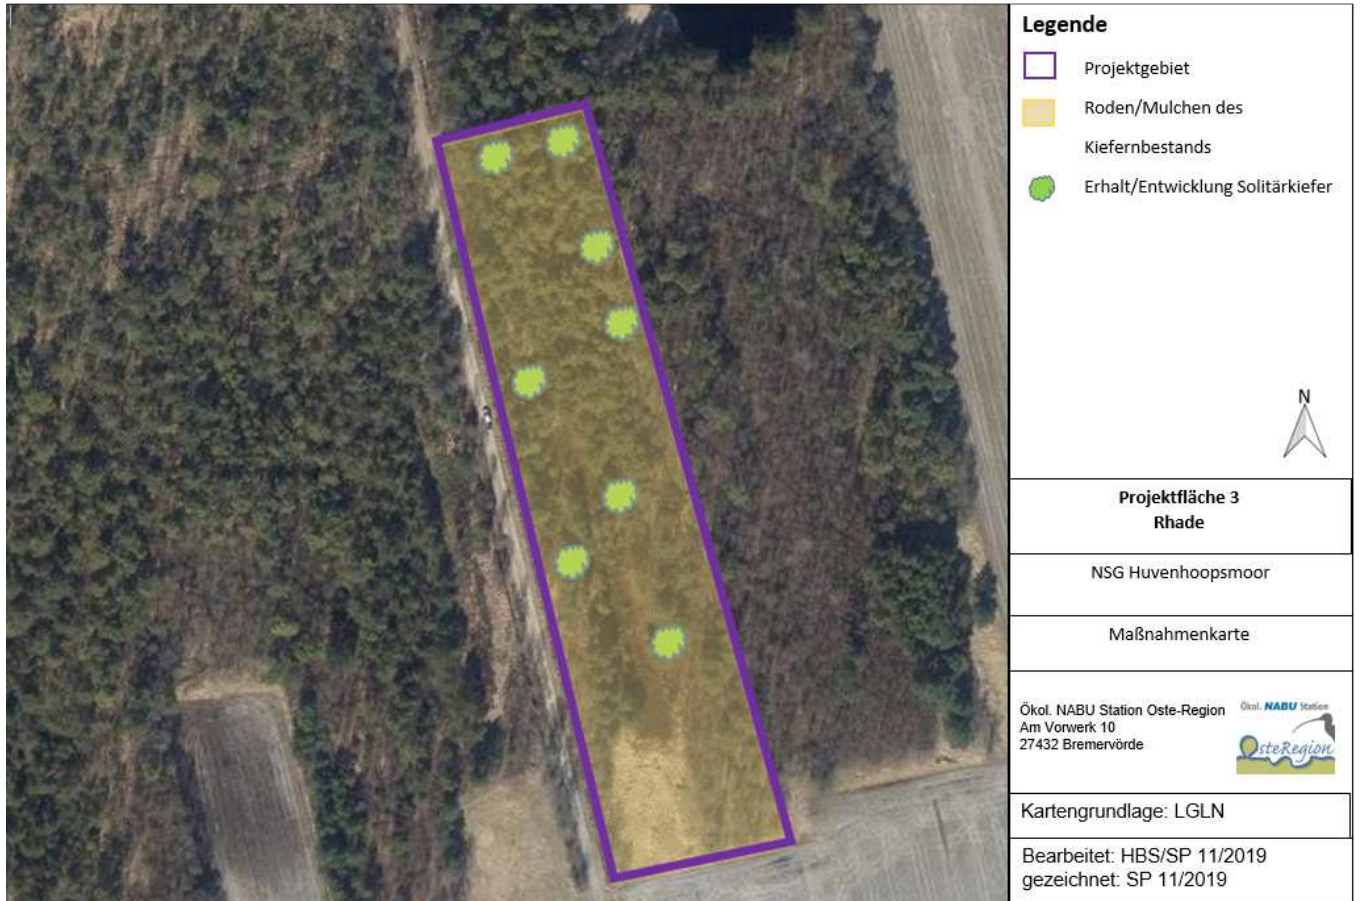 Legende
Projektgebiet
Roden/Mulchen des
Kiefernbestands
Erhalt/Entwicklung Solitärkiefer
N
Projektfläche 3
Rhade
NSG Huvenhoopsmoor
Maßnahmenkarte
Ökol. NABU Station Oste-Region
Am Vorwerk 10
27432 Bremervörde
Ökol. NABU Station
OsteRegion
Kartengrundlage: LGLN
Bearbeitet: HBS/SP 11/2019
gezeichnet: SP 11/2019